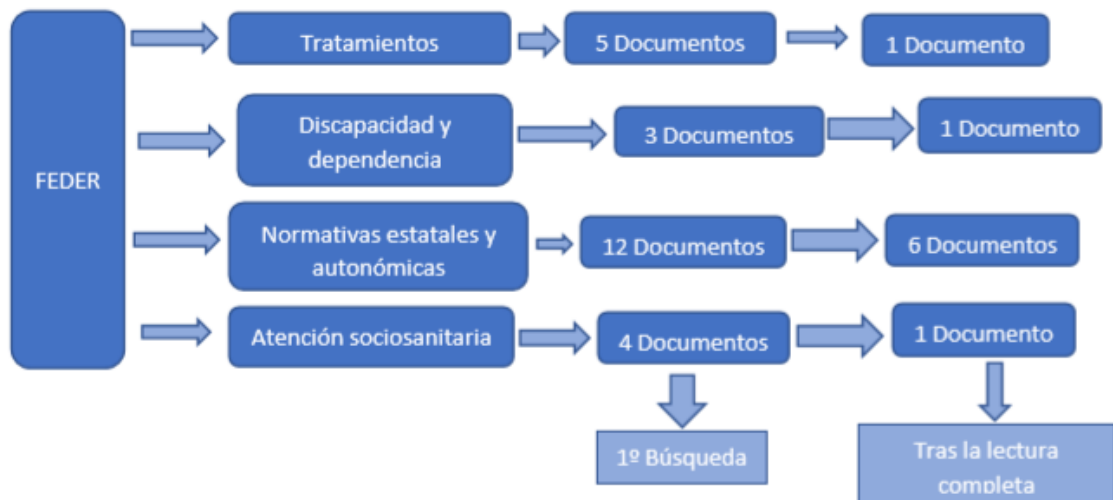 FEDER
Tratamientos
5 Documentos
1 Documento
Discapacidad y
dependencia
3 Documentos
1 Documento
Normativas estatales y
autonómicas
12 Documentos
6 Documentos
Atención sociosanitaria
4 Documentos
1 Documento
1º Búsqueda
Tras la lectura
completa